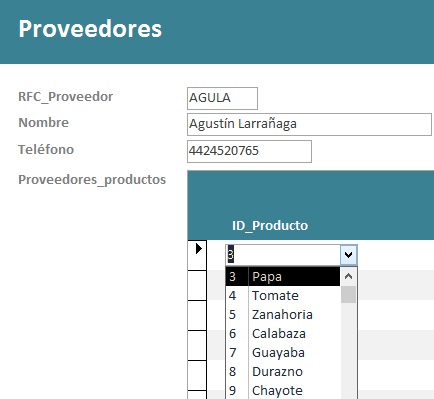 Proveedores
RFC_Proveedor AGULA
Nombre Agustín Larrañaga
Teléfono 4424520765
Proveedores_productos
ID_Producto
3
3 Papa
4 Tomate
5 Zanahoria
6 Calabaza
7 Guayaba
8 Durazno
9 Chayote